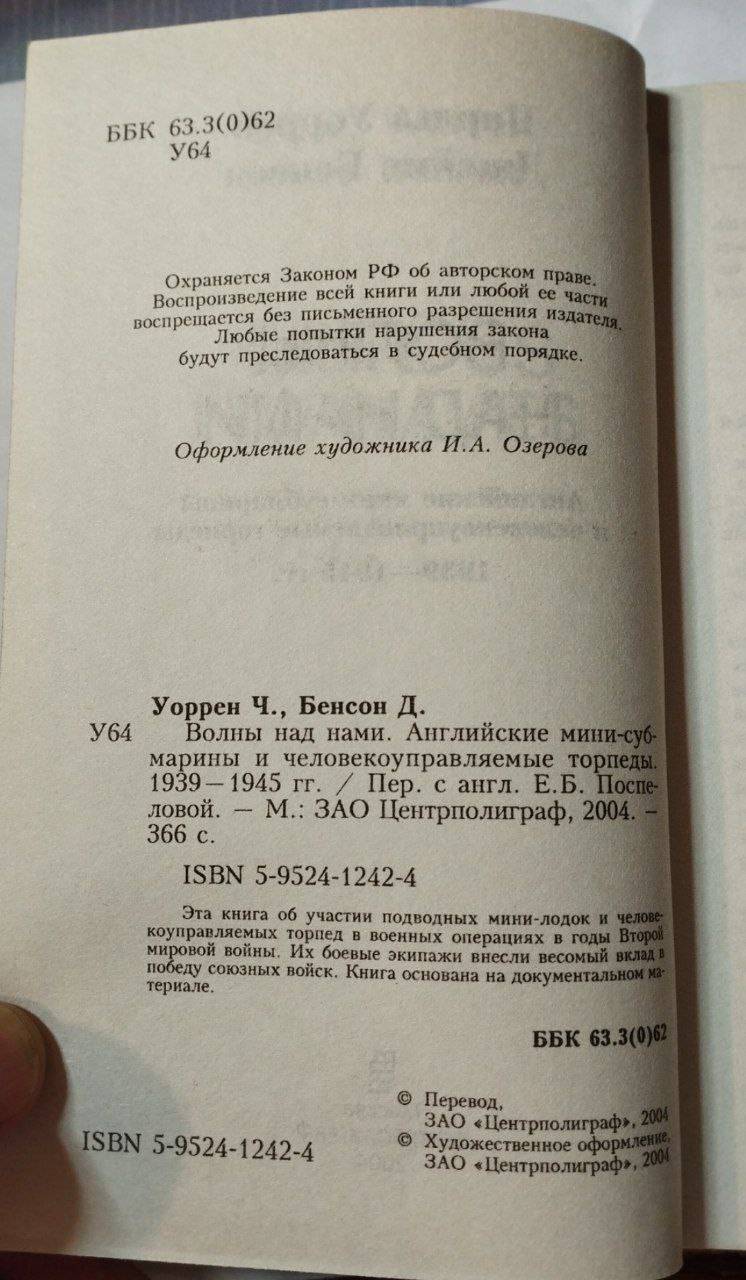 ББК 63.3(0)62
У64
Охраняется Законом РФ об авторском праве.
Воспроизведение всей книги или любой ее части
воспрещается без письменного разрешения издателя.
Любые попытки нарушения закона
будут преследоваться в судебном порядке.
Оформление художника И.А. Озерова
Уоррен Ч., Бенсон Д.
У64 Волны над нами. Английские мини-суб-
марины и человекоуправляемые торпеды.
1939—1945 гг. / Пер. с англ. Е.Б. Поспе-
ловой. — М.: ЗАО Центрполиграф, 2004. –
366 с.
ISBN 5-9524-1242-4
Эта книга об участии подводных мини-лодок и челове-
коуправляемых торпед в военных операциях в годы Второй
мировой войны. Их боевые экипажи внесли весомый вклад в
победу союзных войск. Книга основана на документальном ма-
териале.
ББК 63.3(0)62
© Перевод,
ЗАО «Центрполиграф», 2004
© Художественное оформление,
ЗАО «Центрполиграф», 2004
ISBN 5-9524-1242-4